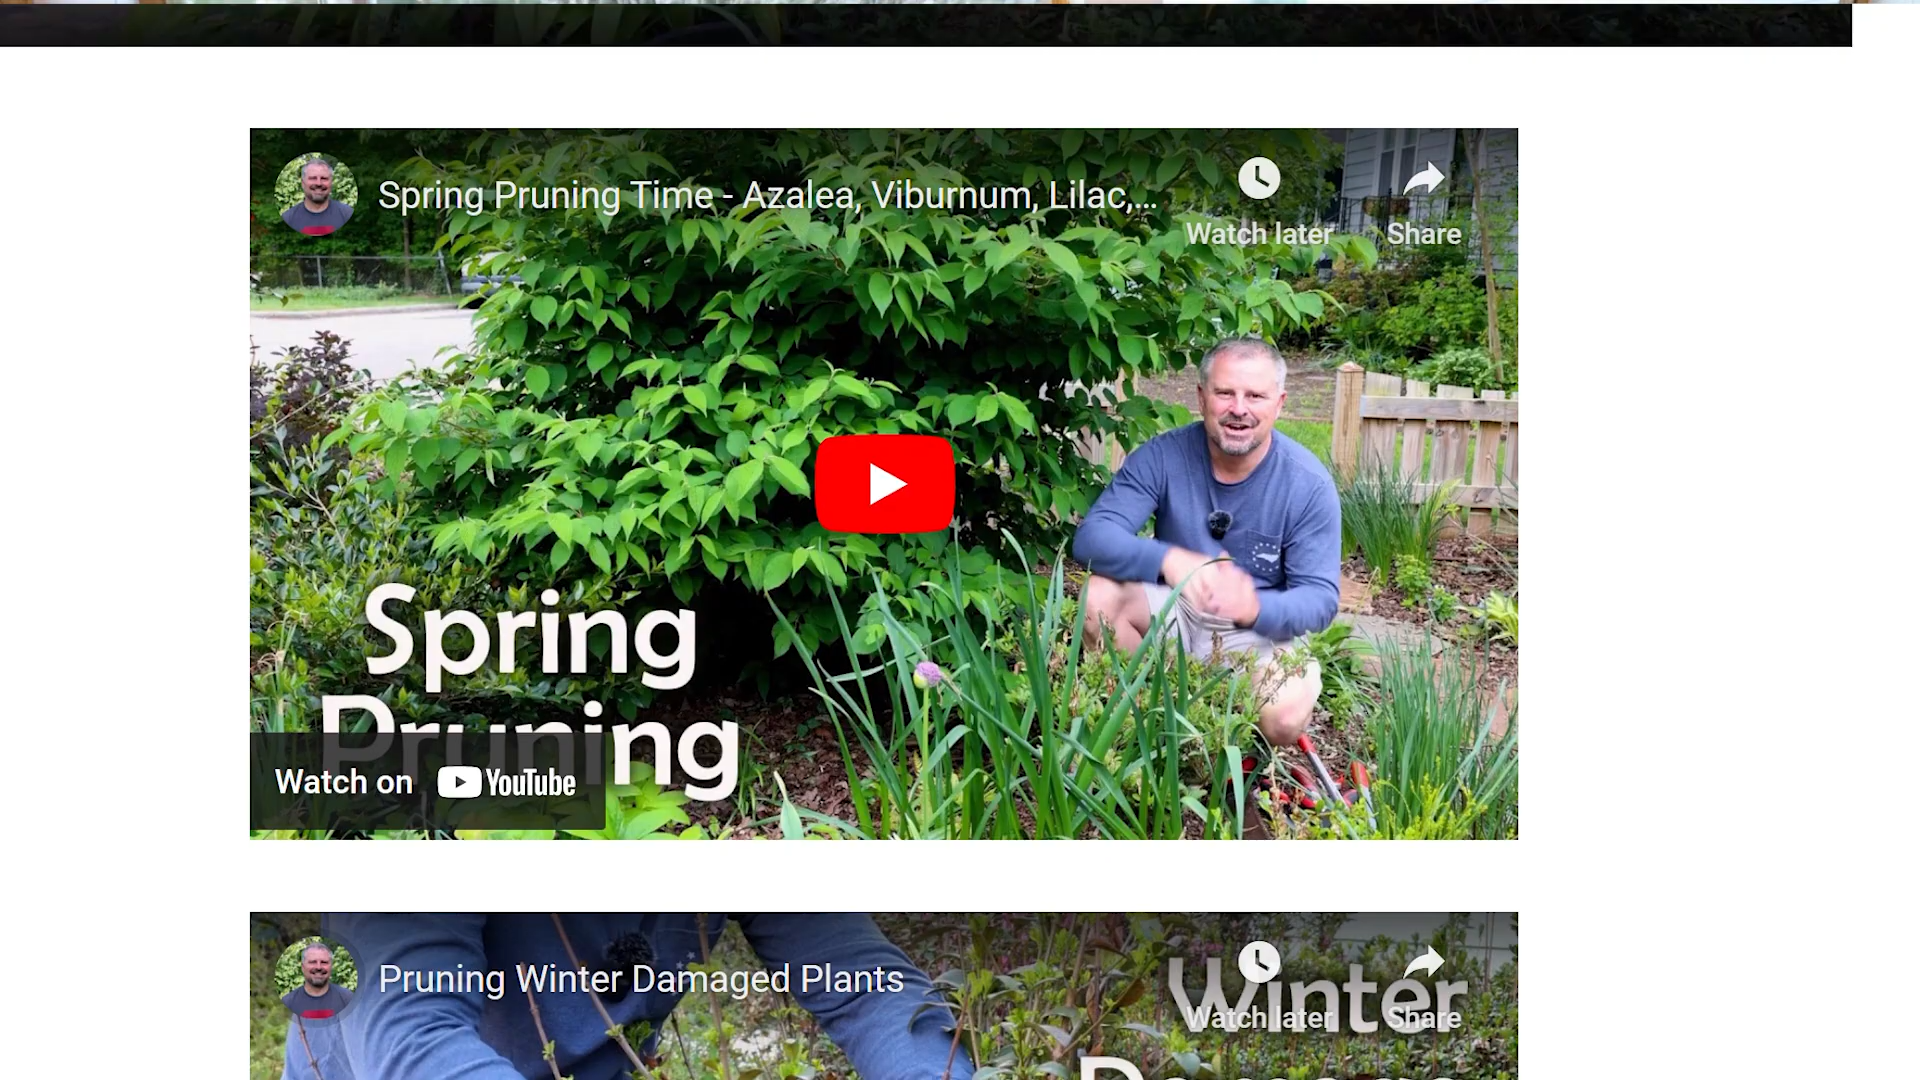 Spring Pruning Time - Azalea, Viburnum, Lilac,...
Watch later
Share
Spring
Pruning
Watch on YouTube
Pruning Winter Damaged Plants
Winter
Watch later
Share